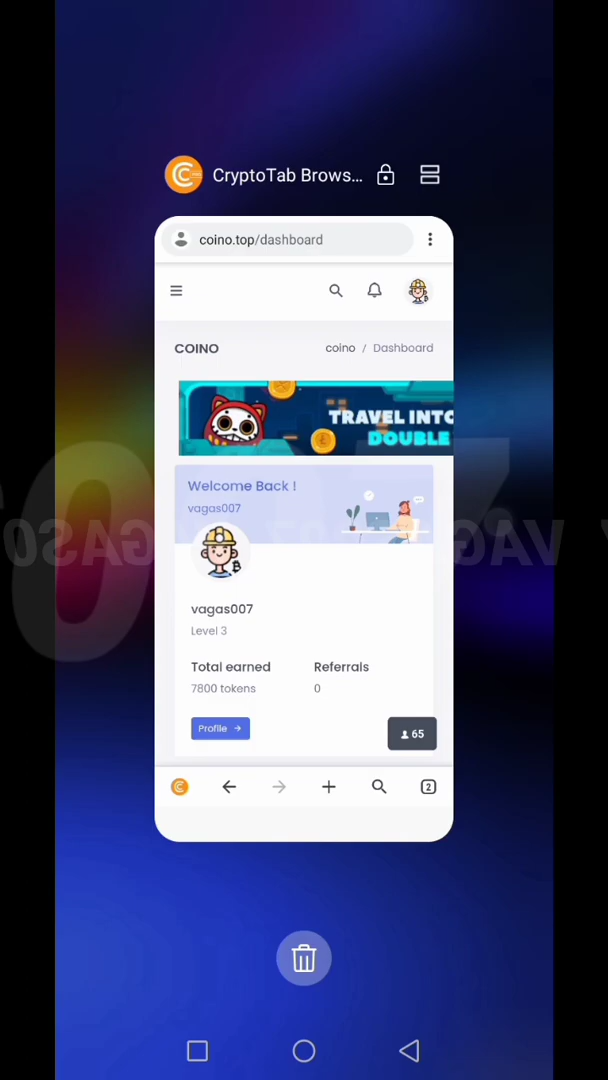 CryptoTab Brows...
coino.top/dashboard
COINO
coino / Dashboard
TRAVEL INTO
DOUBLE
Welcome Back !
vagas007
vagas007
Level 3
Total earned
Referrals
7800 tokens
0
Profile →
65
2